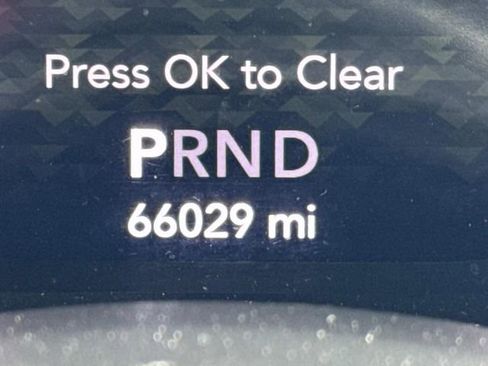 Press OK to Clear
PRND
66029 mi